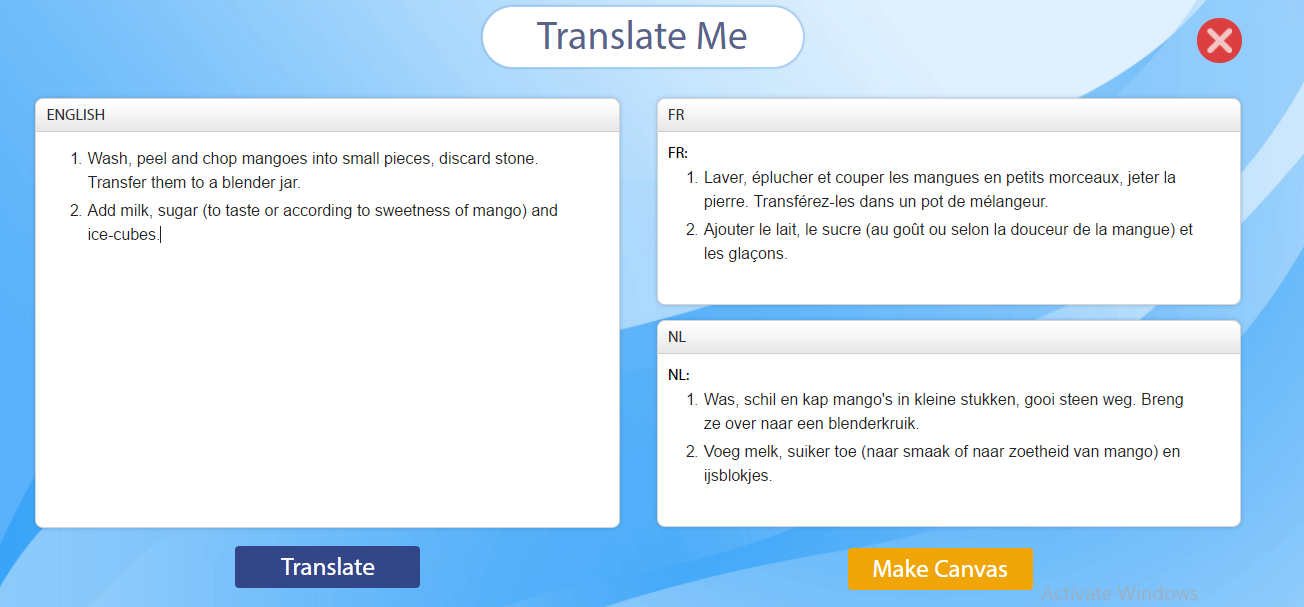 Translate Me
ENGLISH
1. Wash, peel and chop mangoes into small pieces, discard stone.
Transfer them to a blender jar.
2. Add milk, sugar (to taste or according to sweetness of mango) and
ice-cubes.
Translate
FR
FR:
1. Laver, éplucher et couper les mangues en petits morceaux, jeter la
pierre. Transférez-les dans un pot de mélangeur.
2. Ajouter le lait, le sucre (au goût ou selon la douceur de la mangue) et
les glaçons.
NL
NL:
1. Was, schil en kap mango's in kleine stukken, gooi steen weg. Breng
ze over naar een blenderkruik.
2. Voeg melk, suiker toe (naar smaak of naar zoetheid van mango) en
ijsblokjes.
Make Canvas
Activate Windows